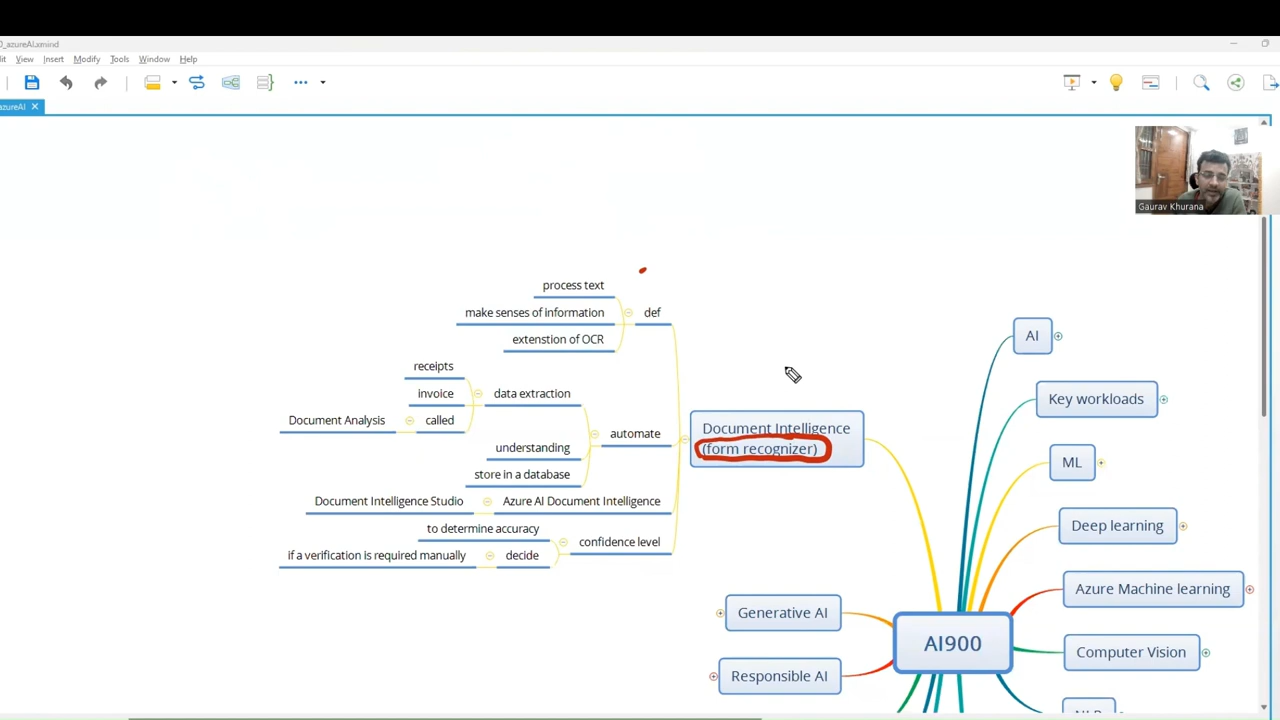 0_azureAI.xmind
it View Insert Modify Tools Window Help
azureAI
Gaurav Khurana
process text
make senses of information
def
extenstion of OCR
receipts
invoice
data extraction
Document Analysis
called
automate
understanding
store in a database
Document Intelligence Studio
Azure AI Document Intelligence
to determine accuracy
confidence level
if a verification is required manually
decide
Document Intelligence
(form recognizer)
AI
Key workloads
ML
Deep learning
Azure Machine learning
Generative AI
AI900
Computer Vision
Responsible AI